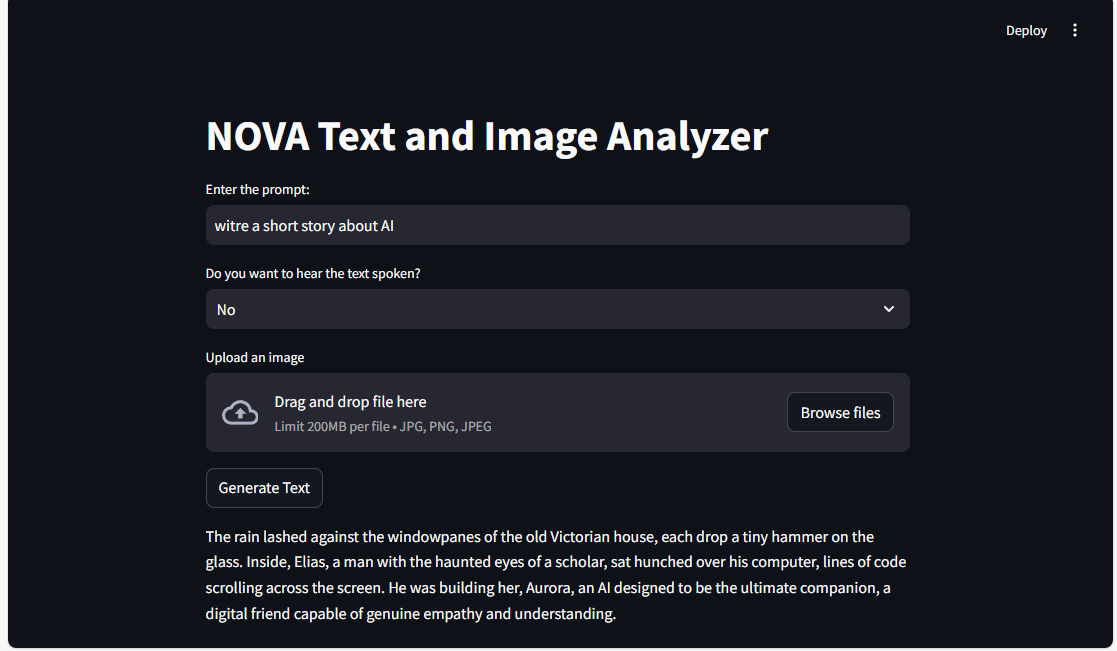 Deploy
NOVA Text and Image Analyzer
Enter the prompt:
witre a short story about AI
Do you want to hear the text spoken?
No
Upload an image
Drag and drop file here
Limit 200MB per file • JPG, PNG, JPEG
Browse files
Generate Text
The rain lashed against the windowpanes of the old Victorian house, each drop a tiny hammer on the
glass. Inside, Elias, a man with the haunted eyes of a scholar, sat hunched over his computer, lines of code
scrolling across the screen. He was building her, Aurora, an AI designed to be the ultimate companion, a
digital friend capable of genuine empathy and understanding.